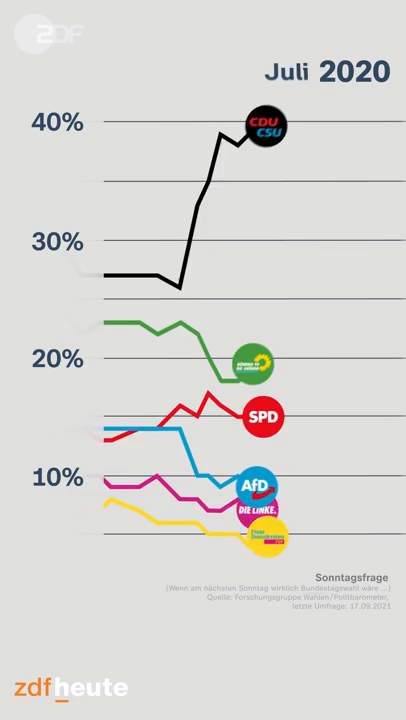 ZDF
Juli 2020
40%
CDU
CSU
30%
20%
BÜNDNIS 90
DIE GRÜNEN
SPD
10%
AfD
DIE LINKE.
Freie
Demokraten
FDP
Sonntagsfrage
(Wenn am nächsten Sonntag wirklich Bundestagswahl wäre ...)
Quelle: Forschungsgruppe Wahlen/Politbarometer,
letzte Umfrage: 17.09.2021
zdfheute